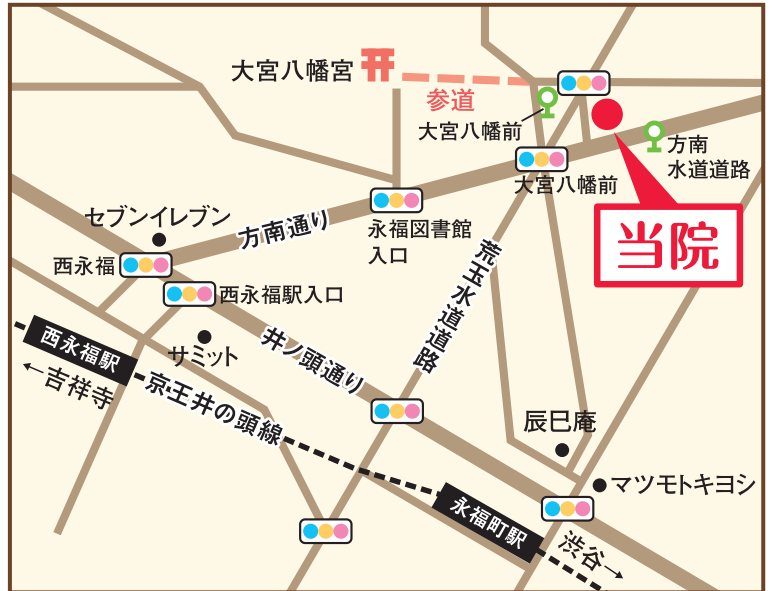 大宮八幡宮
参道
大宮八幡前
方南
水道道路
大宮八幡前
当院
永福図書館
入口
セブンイレブン
方南通り
西永福
西永福駅入口
荒玉水道道路
サミット
井ノ頭通り
西永福駅
←吉祥寺
京王井の頭線
辰巳庵
マツモトキヨシ
永福町駅
渋谷→